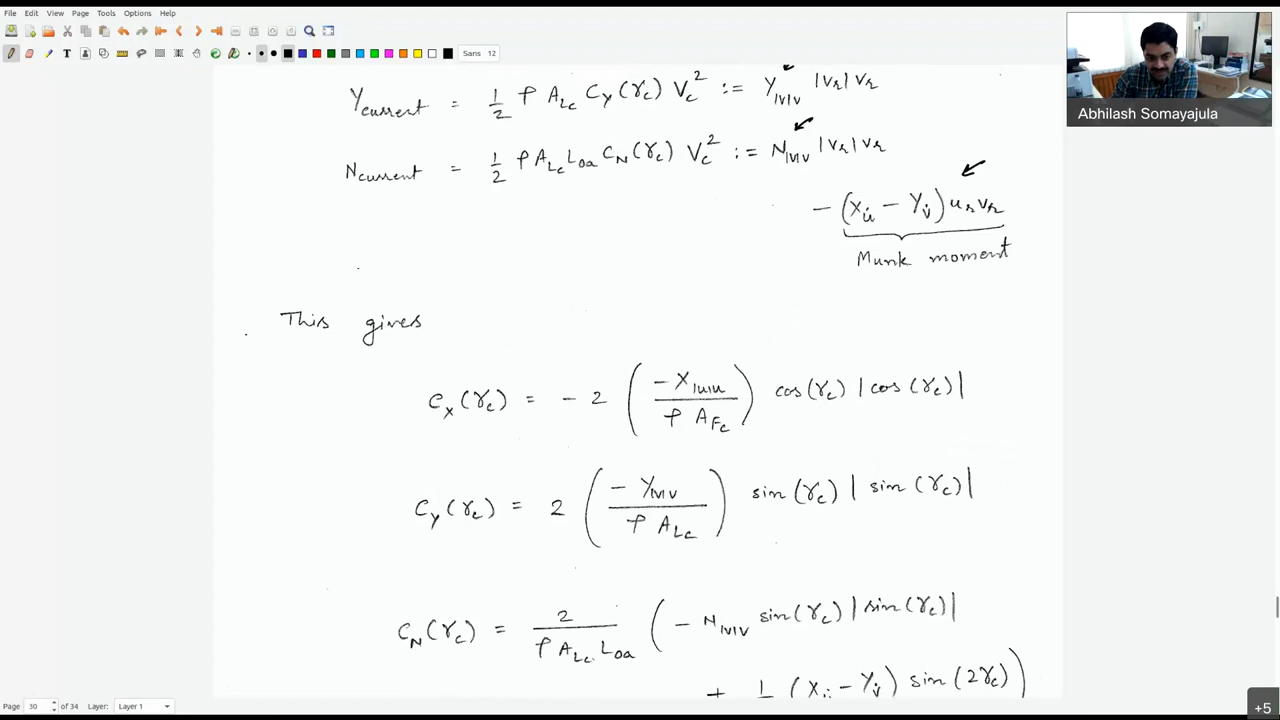 File Edit View Page Tools Options Help
Sans 12
Y_current = 1/2 ρ A_Lc C_Y(γ_c) V_c^2 := Y_|v|v |v_r| v_r
N_current = 1/2 ρ A_Lc L_oa C_N(γ_c) V_c^2 := N_|v|v |v_r| v_r
- (X_u̇ - Y_v̇) u_r v_r
Munk moment
This gives
C_X(γ_c) = - 2 ( -X_|u|u / ρ A_Fc ) cos(γ_c) |cos(γ_c)|
C_Y(γ_c) = 2 ( -Y_|v|v / ρ A_Lc ) sin(γ_c) |sin(γ_c)|
C_N(γ_c) = 2 / ρ A_Lc L_oa ( - N_|v|v sin(γ_c) |sin(γ_c)|
+ 1 (X_u̇ - Y_v̇) sin(2γ_c) )
Abhilash Somayajula
Page 30 of 34 Layer: Layer 1
+5